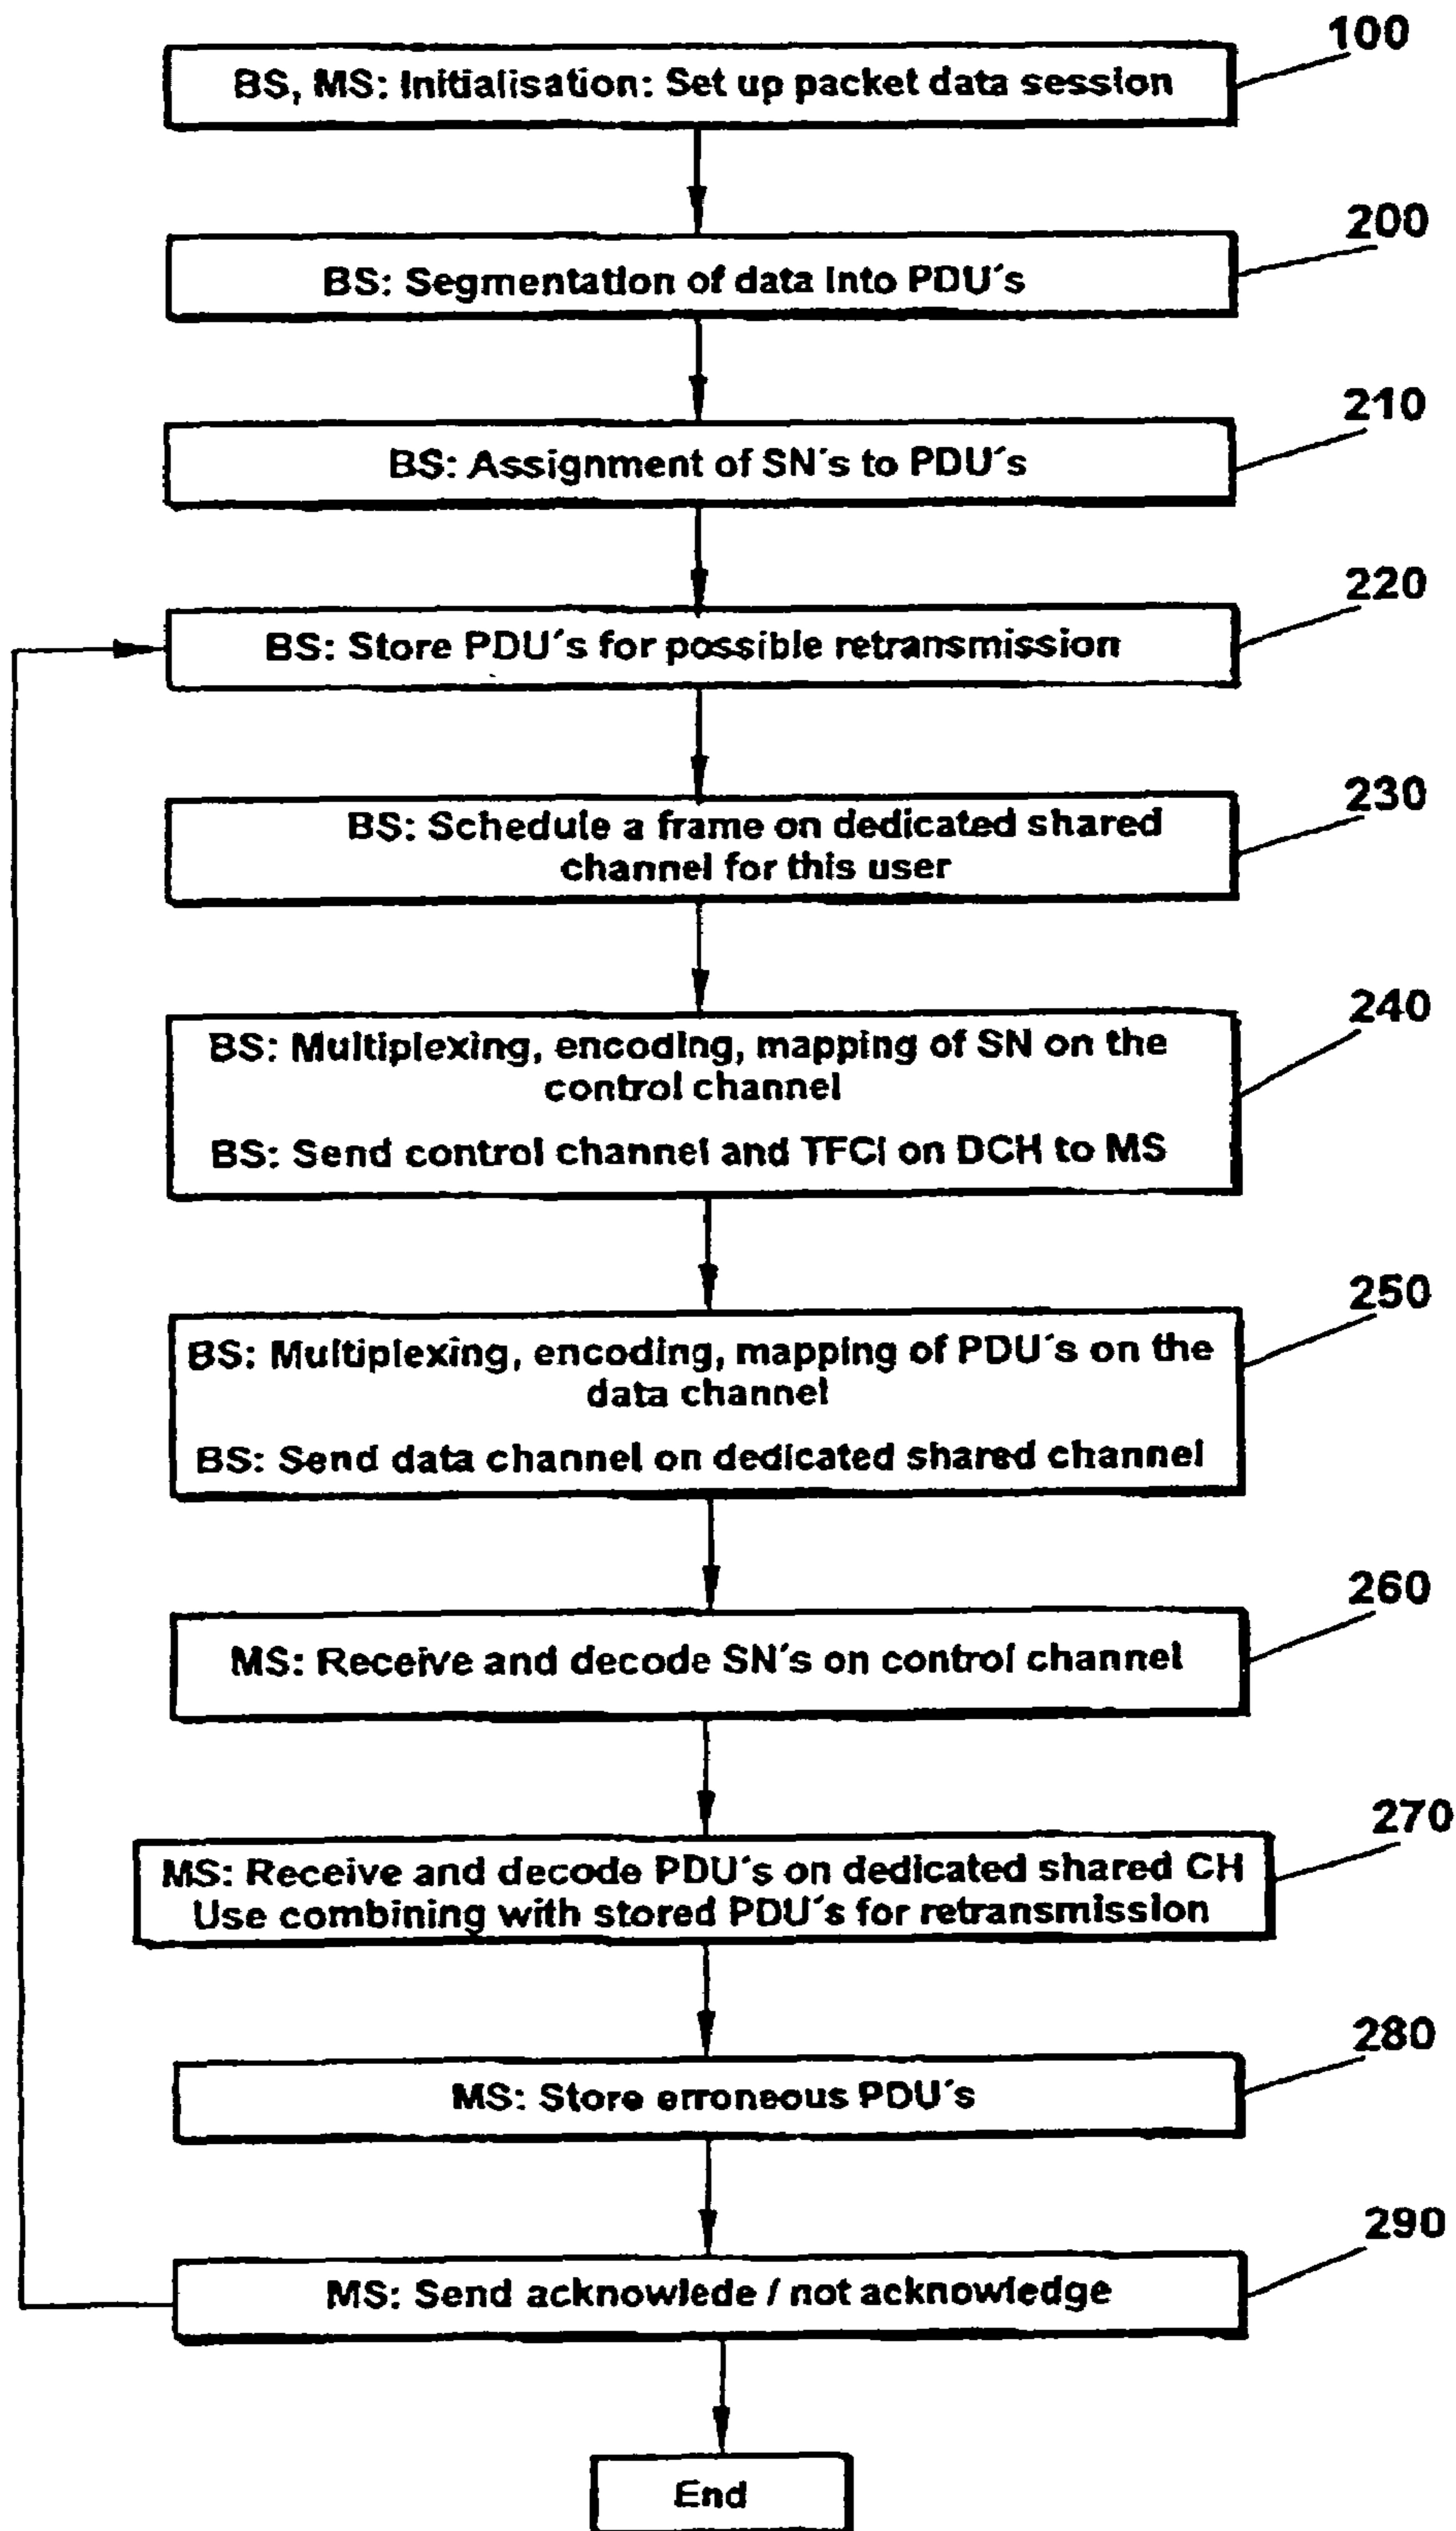 100
BS, MS: Initialisation: Set up packet data session
200
BS: Segmentation of data into PDU´s
210
BS: Assignment of SN´s to PDU´s
220
BS: Store PDU´s for possible retransmission
230
BS: Schedule a frame on dedicated shared
channel for this user
240
BS: Multiplexing, encoding, mapping of SN on the
control channel
BS: Send control channel and TFCI on DCH to MS
250
BS: Multiplexing, encoding, mapping of PDU´s on the
data channel
BS: Send data channel on dedicated shared channel
260
MS: Receive and decode SN´s on control channel
270
MS: Receive and decode PDU´s on dedicated shared CH
Use combining with stored PDU´s for retransmission
280
MS: Store erroneous PDU´s
290
MS: Send acknowlede / not acknowledge
End